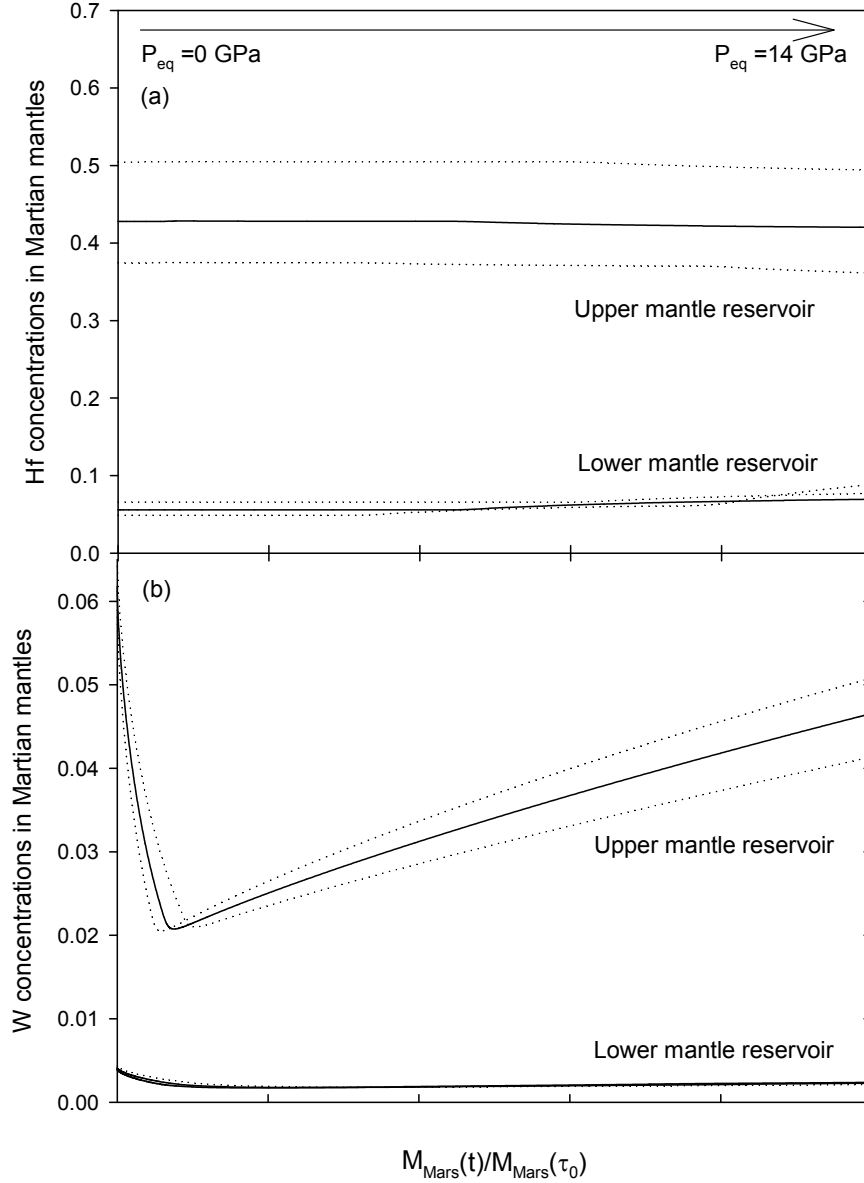 0.7
P_eq =0 GPa
P_eq =14 GPa
0.6
(a)
0.5
0.4
Hf concentrations in Martian mantles
Upper mantle reservoir
0.3
0.2
Lower mantle reservoir
0.1
0.0
(b)
0.06
0.05
0.04
W concentrations in Martian mantles
Upper mantle reservoir
0.03
0.02
0.01
Lower mantle reservoir
0.00
M_Mars(t)/M_Mars(τ_0)